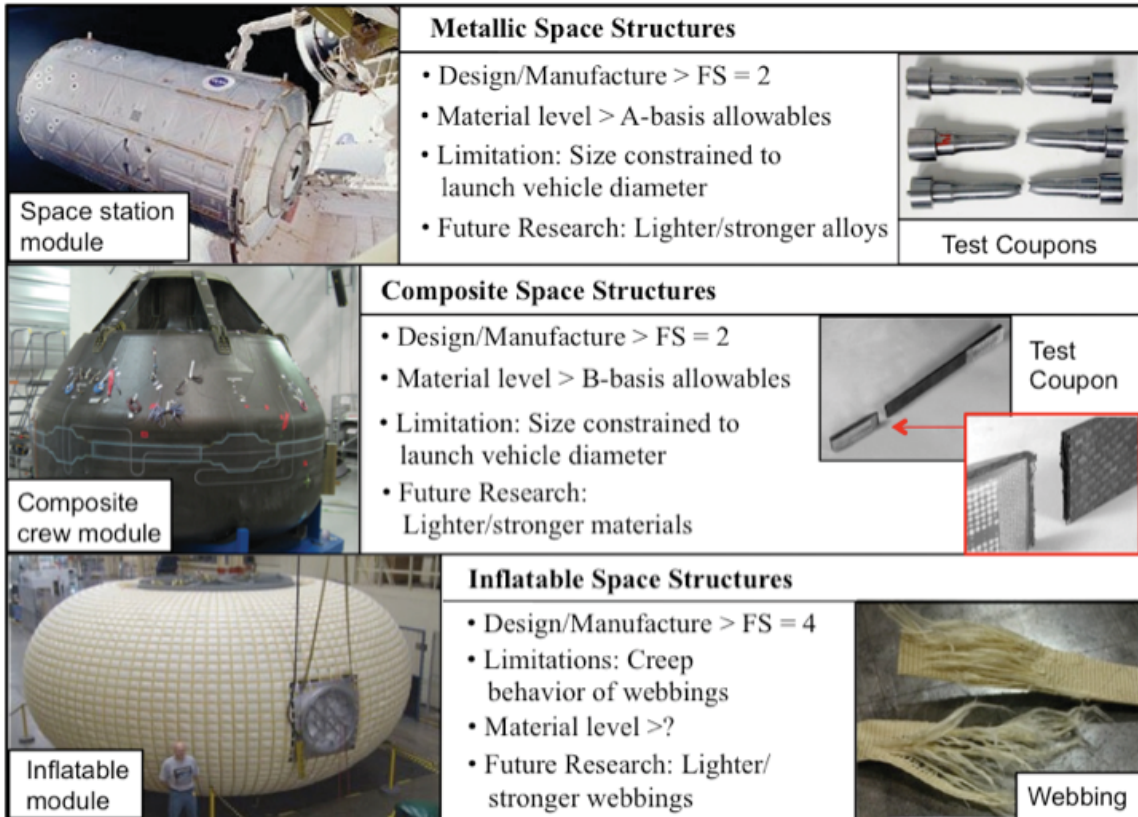 Metallic Space Structures
• Design/Manufacture > FS = 2
• Material level > A-basis allowables
• Limitation: Size constrained to
launch vehicle diameter
• Future Research: Lighter/stronger alloys
Space station
module
Test Coupons
Composite Space Structures
• Design/Manufacture > FS = 2
• Material level > B-basis allowables
• Limitation: Size constrained to
launch vehicle diameter
• Future Research:
Lighter/stronger materials
Composite
crew module
Test
Coupon
Inflatable Space Structures
• Design/Manufacture > FS = 4
• Limitations: Creep
behavior of webbings
• Material level >?
• Future Research: Lighter/
stronger webbings
Inflatable
module
Webbing